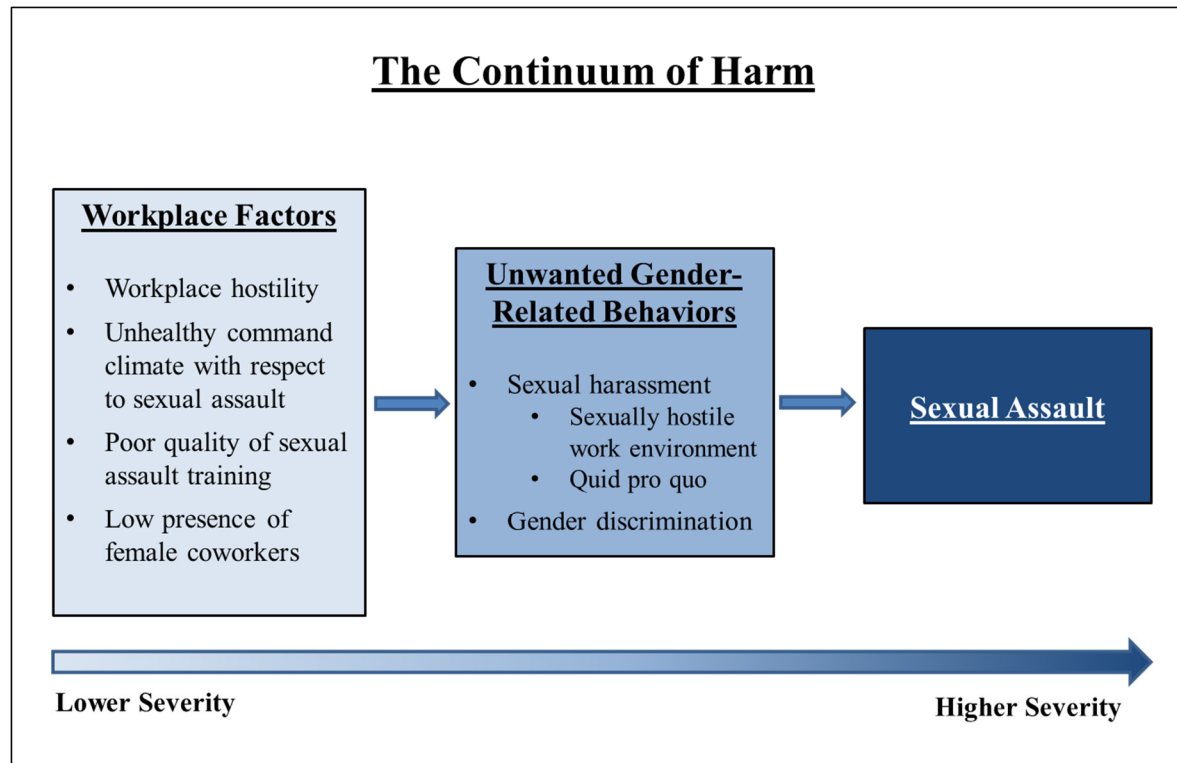 The Continuum of Harm
Workplace Factors
• Workplace hostility
• Unhealthy command
climate with respect
to sexual assault
• Poor quality of sexual
assault training
• Low presence of
female coworkers
Unwanted Gender-
Related Behaviors
• Sexual harassment
• Sexually hostile
work environment
• Quid pro quo
• Gender discrimination
Sexual Assault
Lower Severity
Higher Severity